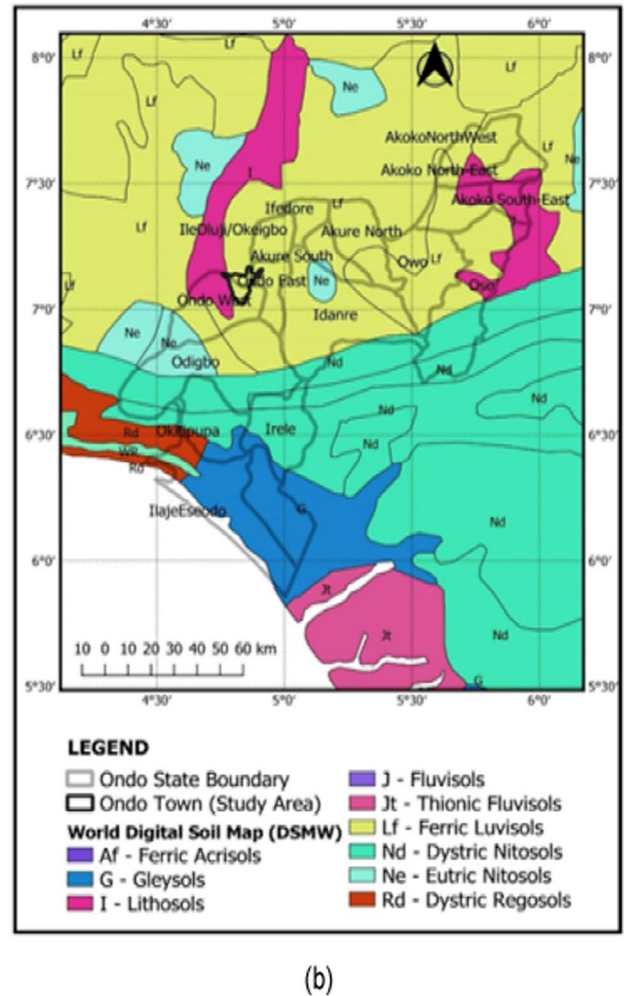 4°30' 5°0' 5°30' 6°0'
8°0' Lf Lf 8°0'
Lf
Ne
Lf
AkokoNorthWest
Lf
Ne Ne
Akoko North-East
7°30' I 7°30'
Akoko South-East
Ifedore Lf
I
Lf IleOluji/Okeigbo Akure North
Akure South
Owo Lf
Lf Ondo East Ne Ose
Ondo West
7°0' Idanre 7°0'
Ne Ne
Odigbo Nd Nd
Nd
Nd
6°30' Rd Okitipupa Irele 6°30'
Nd
WR
Rd
IlajeEseodo G
Nd
6°0' 6°0'
Jt
Jt Nd
10 0 10 20 30 40 50 60 km
G
5°30' 5°30'
4°30' 5°0' 5°30' 6°0'
LEGEND
Ondo State Boundary
Ondo Town (Study Area)
World Digital Soil Map (DSMW)
Af - Ferric Acrisols
G - Gleysols
I - Lithosols
J - Fluvisols
Jt - Thionic Fluvisols
Lf - Ferric Luvisols
Nd - Dystric Nitosols
Ne - Eutric Nitosols
Rd - Dystric Regosols
(b)